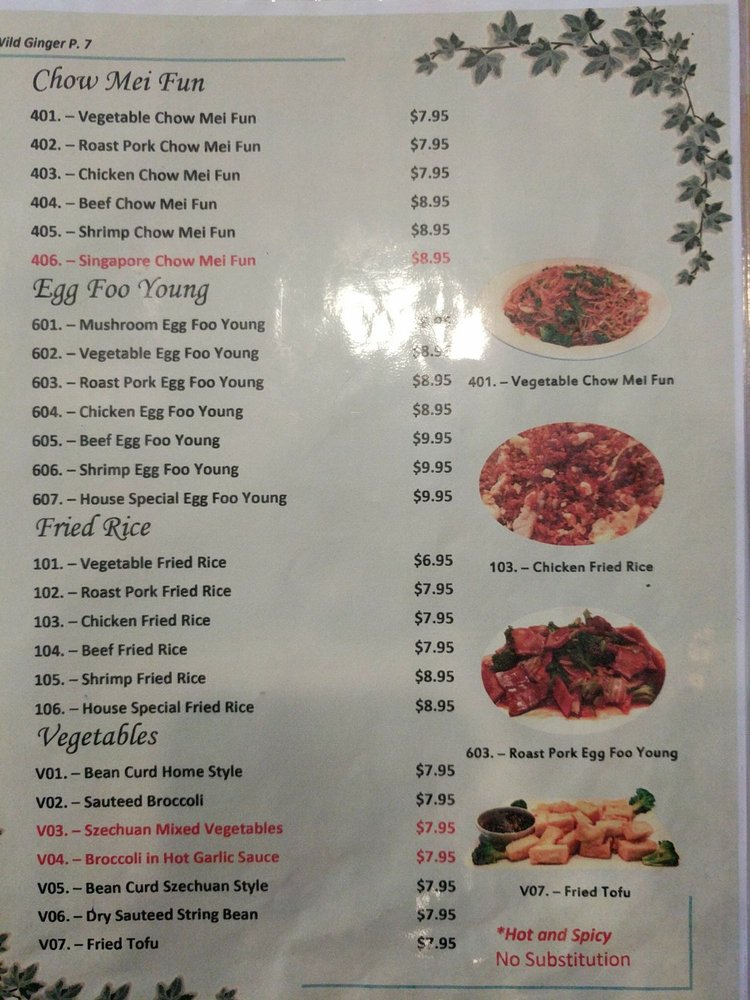 Wild Ginger P. 7
Chow Mei Fun
401. – Vegetable Chow Mei Fun $7.95
402. – Roast Pork Chow Mei Fun $7.95
403. – Chicken Chow Mei Fun $7.95
404. – Beef Chow Mei Fun $8.95
405. – Shrimp Chow Mei Fun $8.95
406. – Singapore Chow Mei Fun $8.95
Egg Foo Young
601. – Mushroom Egg Foo Young
602. – Vegetable Egg Foo Young $8.95
603. – Roast Pork Egg Foo Young $8.95
604. – Chicken Egg Foo Young $8.95
605. – Beef Egg Foo Young $9.95
606. – Shrimp Egg Foo Young $9.95
607. – House Special Egg Foo Young $9.95
Fried Rice
101. – Vegetable Fried Rice $6.95
102. – Roast Pork Fried Rice $7.95
103. – Chicken Fried Rice $7.95
104. – Beef Fried Rice $7.95
105. – Shrimp Fried Rice $8.95
106. – House Special Fried Rice $8.95
Vegetables
V01. – Bean Curd Home Style $7.95
V02. – Sauteed Broccoli $7.95
V03. – Szechuan Mixed Vegetables $7.95
V04. – Broccoli in Hot Garlic Sauce $7.95
V05. – Bean Curd Szechuan Style $7.95
V06. – Dry Sauteed String Bean $7.95
V07. – Fried Tofu $7.95
401. – Vegetable Chow Mei Fun
103. – Chicken Fried Rice
603. – Roast Pork Egg Foo Young
V07. – Fried Tofu
*Hot and Spicy
No Substitution